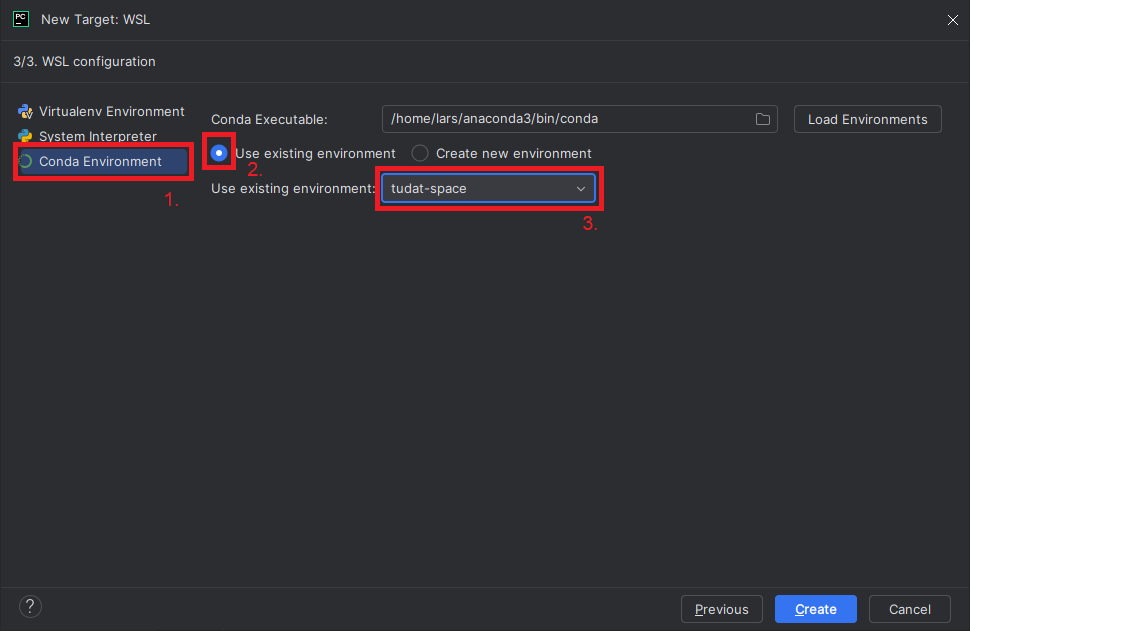 PC New Target: WSL
3/3. WSL configuration
Virtualenv Environment
System Interpreter
Conda Environment
1.
Conda Executable: /home/lars/anaconda3/bin/conda Load Environments
Use existing environment Create new environment
2.
Use existing environment: tudat-space
3.
? Previous Create Cancel